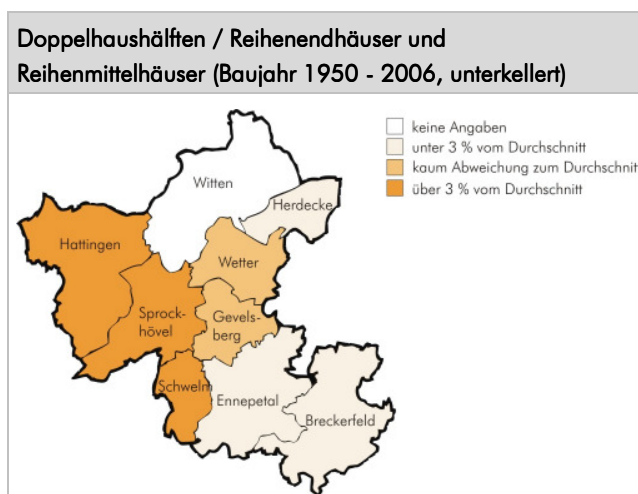 Doppelhaushälften / Reihenendhäuser und
Reihenmittelhäuser (Baujahr 1950 - 2006, unterkellert)
keine Angaben
unter 3 % vom Durchschnitt
kaum Abweichung zum Durchschnit
über 3 % vom Durchschnitt
Witten
Herdecke
Hattingen
Wetter
Sprock-
hövel
Gevels-
berg
Schwelm
Ennepetal
Breckerfeld